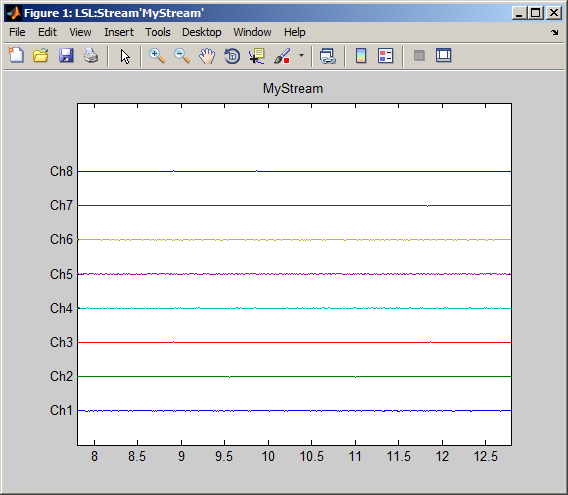 Figure 1: LSL:Stream'MyStream'
File Edit View Insert Tools Desktop Window Help
MyStream
Ch8
Ch7
Ch6
Ch5
Ch4
Ch3
Ch2
Ch1
8 8.5 9 9.5 10 10.5 11 11.5 12 12.5